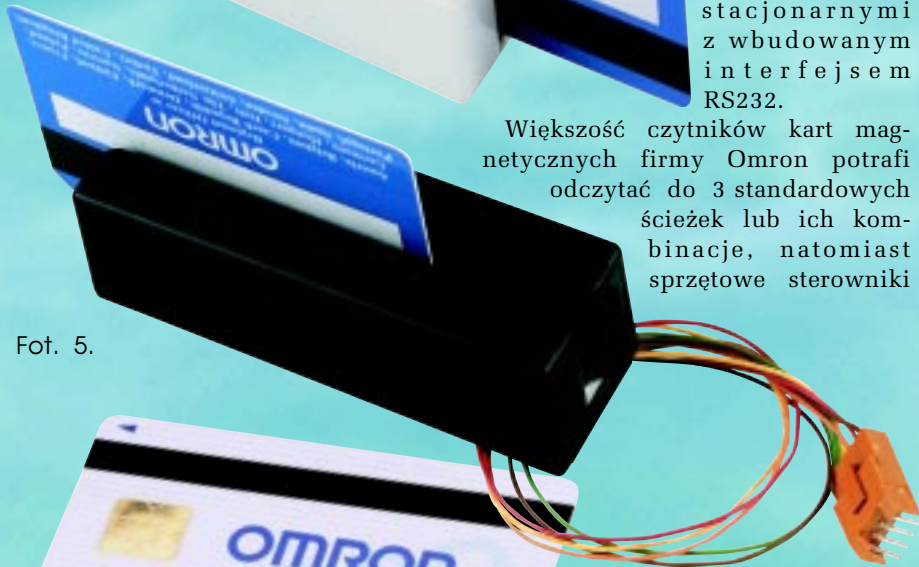 stacjonarnymi
z wbudowanym
interfejsem
RS232.
Większość czytników kart mag-
netycznych firmy Omron potrafi
odczytać do 3 standardowych
ścieżek lub ich kom-
binacje, natomiast
sprzętowe sterowniki
OMRON
Fot. 5.
OMRON